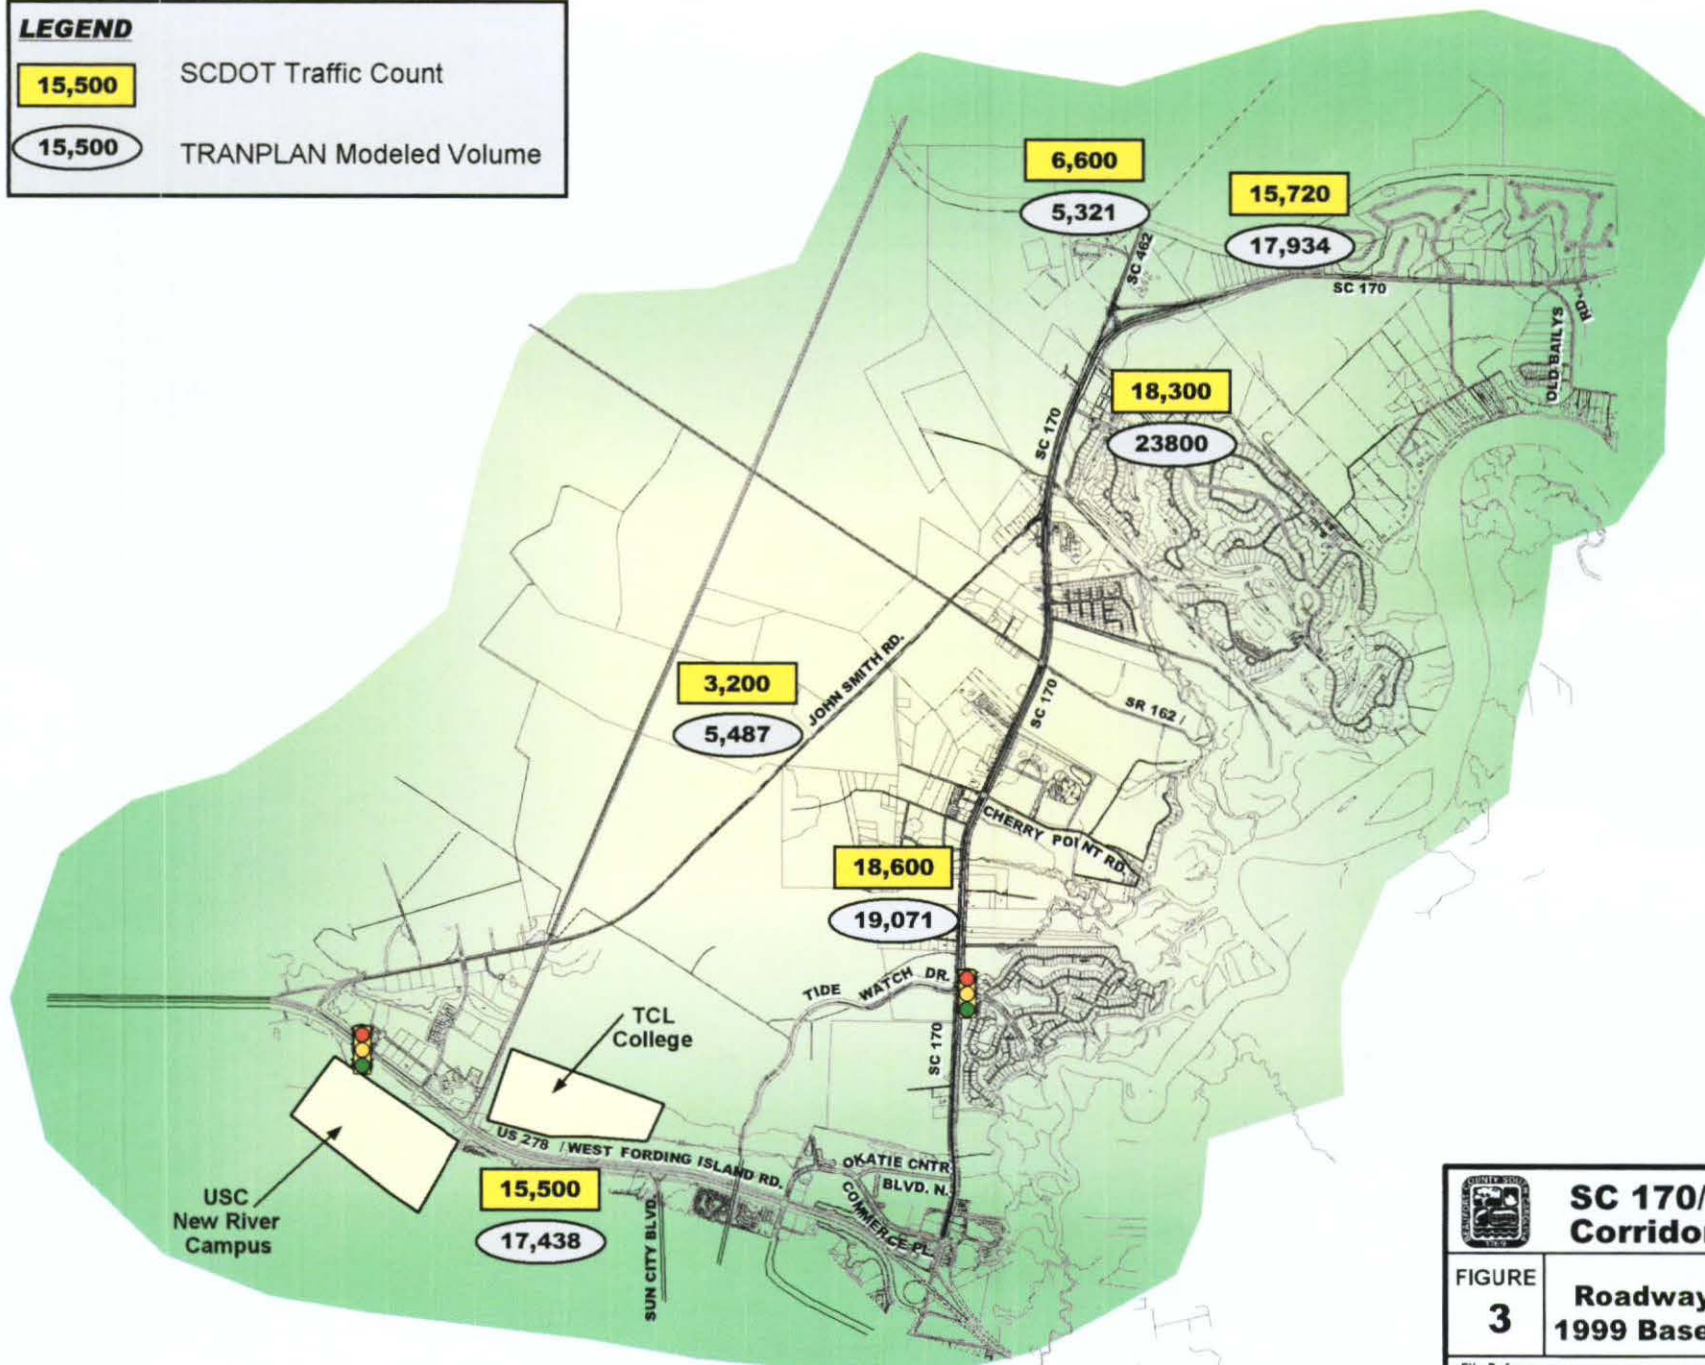 LEGEND
15,500
SCDOT Traffic Count
15,500
TRANPLAN Modeled Volume
6,600
5,321
15,720
17,934
SC 462
SC 170
OLD BAILYS
RD.
18,300
23800
SC 170
JOHN SMITH RD.
3,200
5,487
SR 162 /
SC 170
CHERRY POINT RD.
18,600
19,071
TIDE WATCH DR.
SC 170
TCL
College
US 278 / WEST FORDING ISLAND RD.
OKATIE CNTR
BLVD. N.
COMMERCE PL.
USC
New River
Campus
15,500
17,438
SUN CITY BLVD.
SC 170/
Corridor
FIGURE
3
Roadway
1999 Base